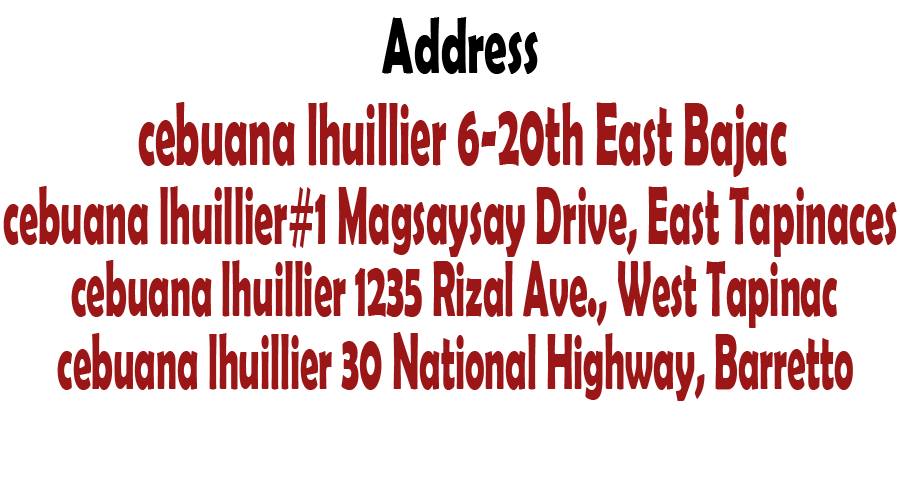 Address
cebuana lhuillier 6-20th East Bajac
cebuana lhuillier#1 Magsaysay Drive, East Tapinaces
cebuana lhuillier 1235 Rizal Ave., West Tapinac
cebuana lhuillier 30 National Highway, Barretto